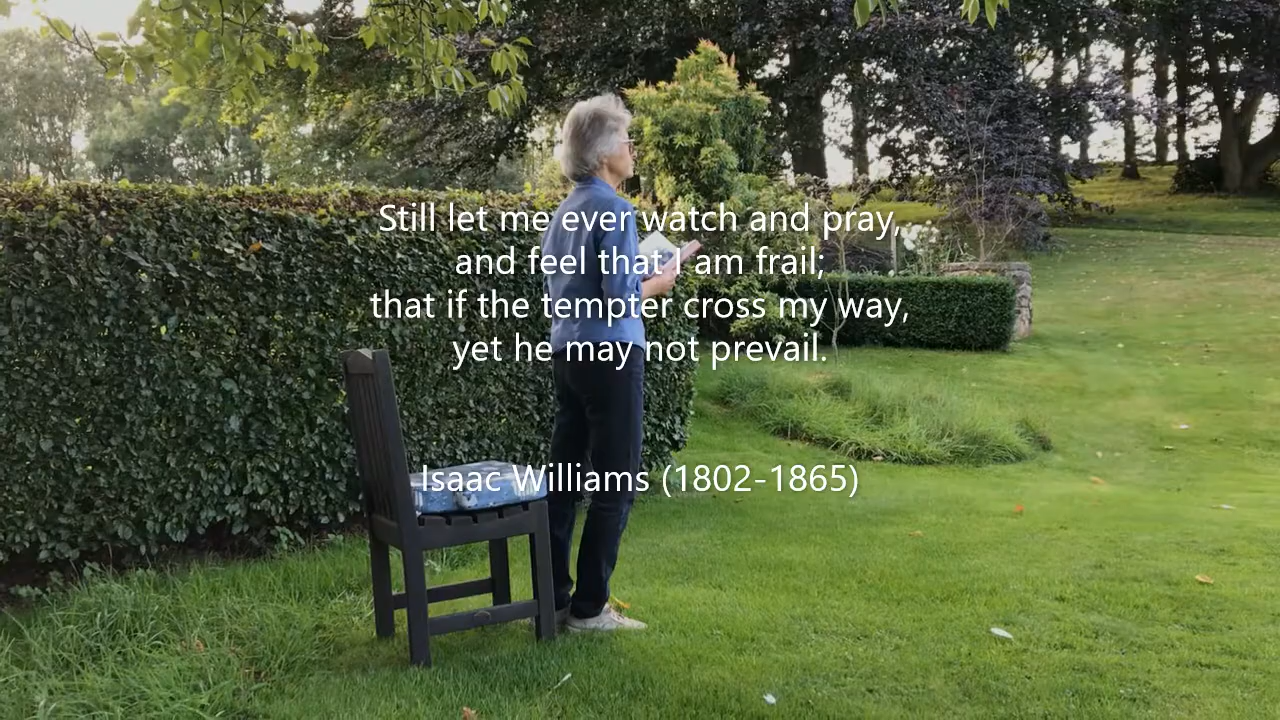 Still let me ever watch and pray,
and feel that I am frail;
that if the tempter cross my way,
yet he may not prevail.
Isaac Williams (1802-1865)